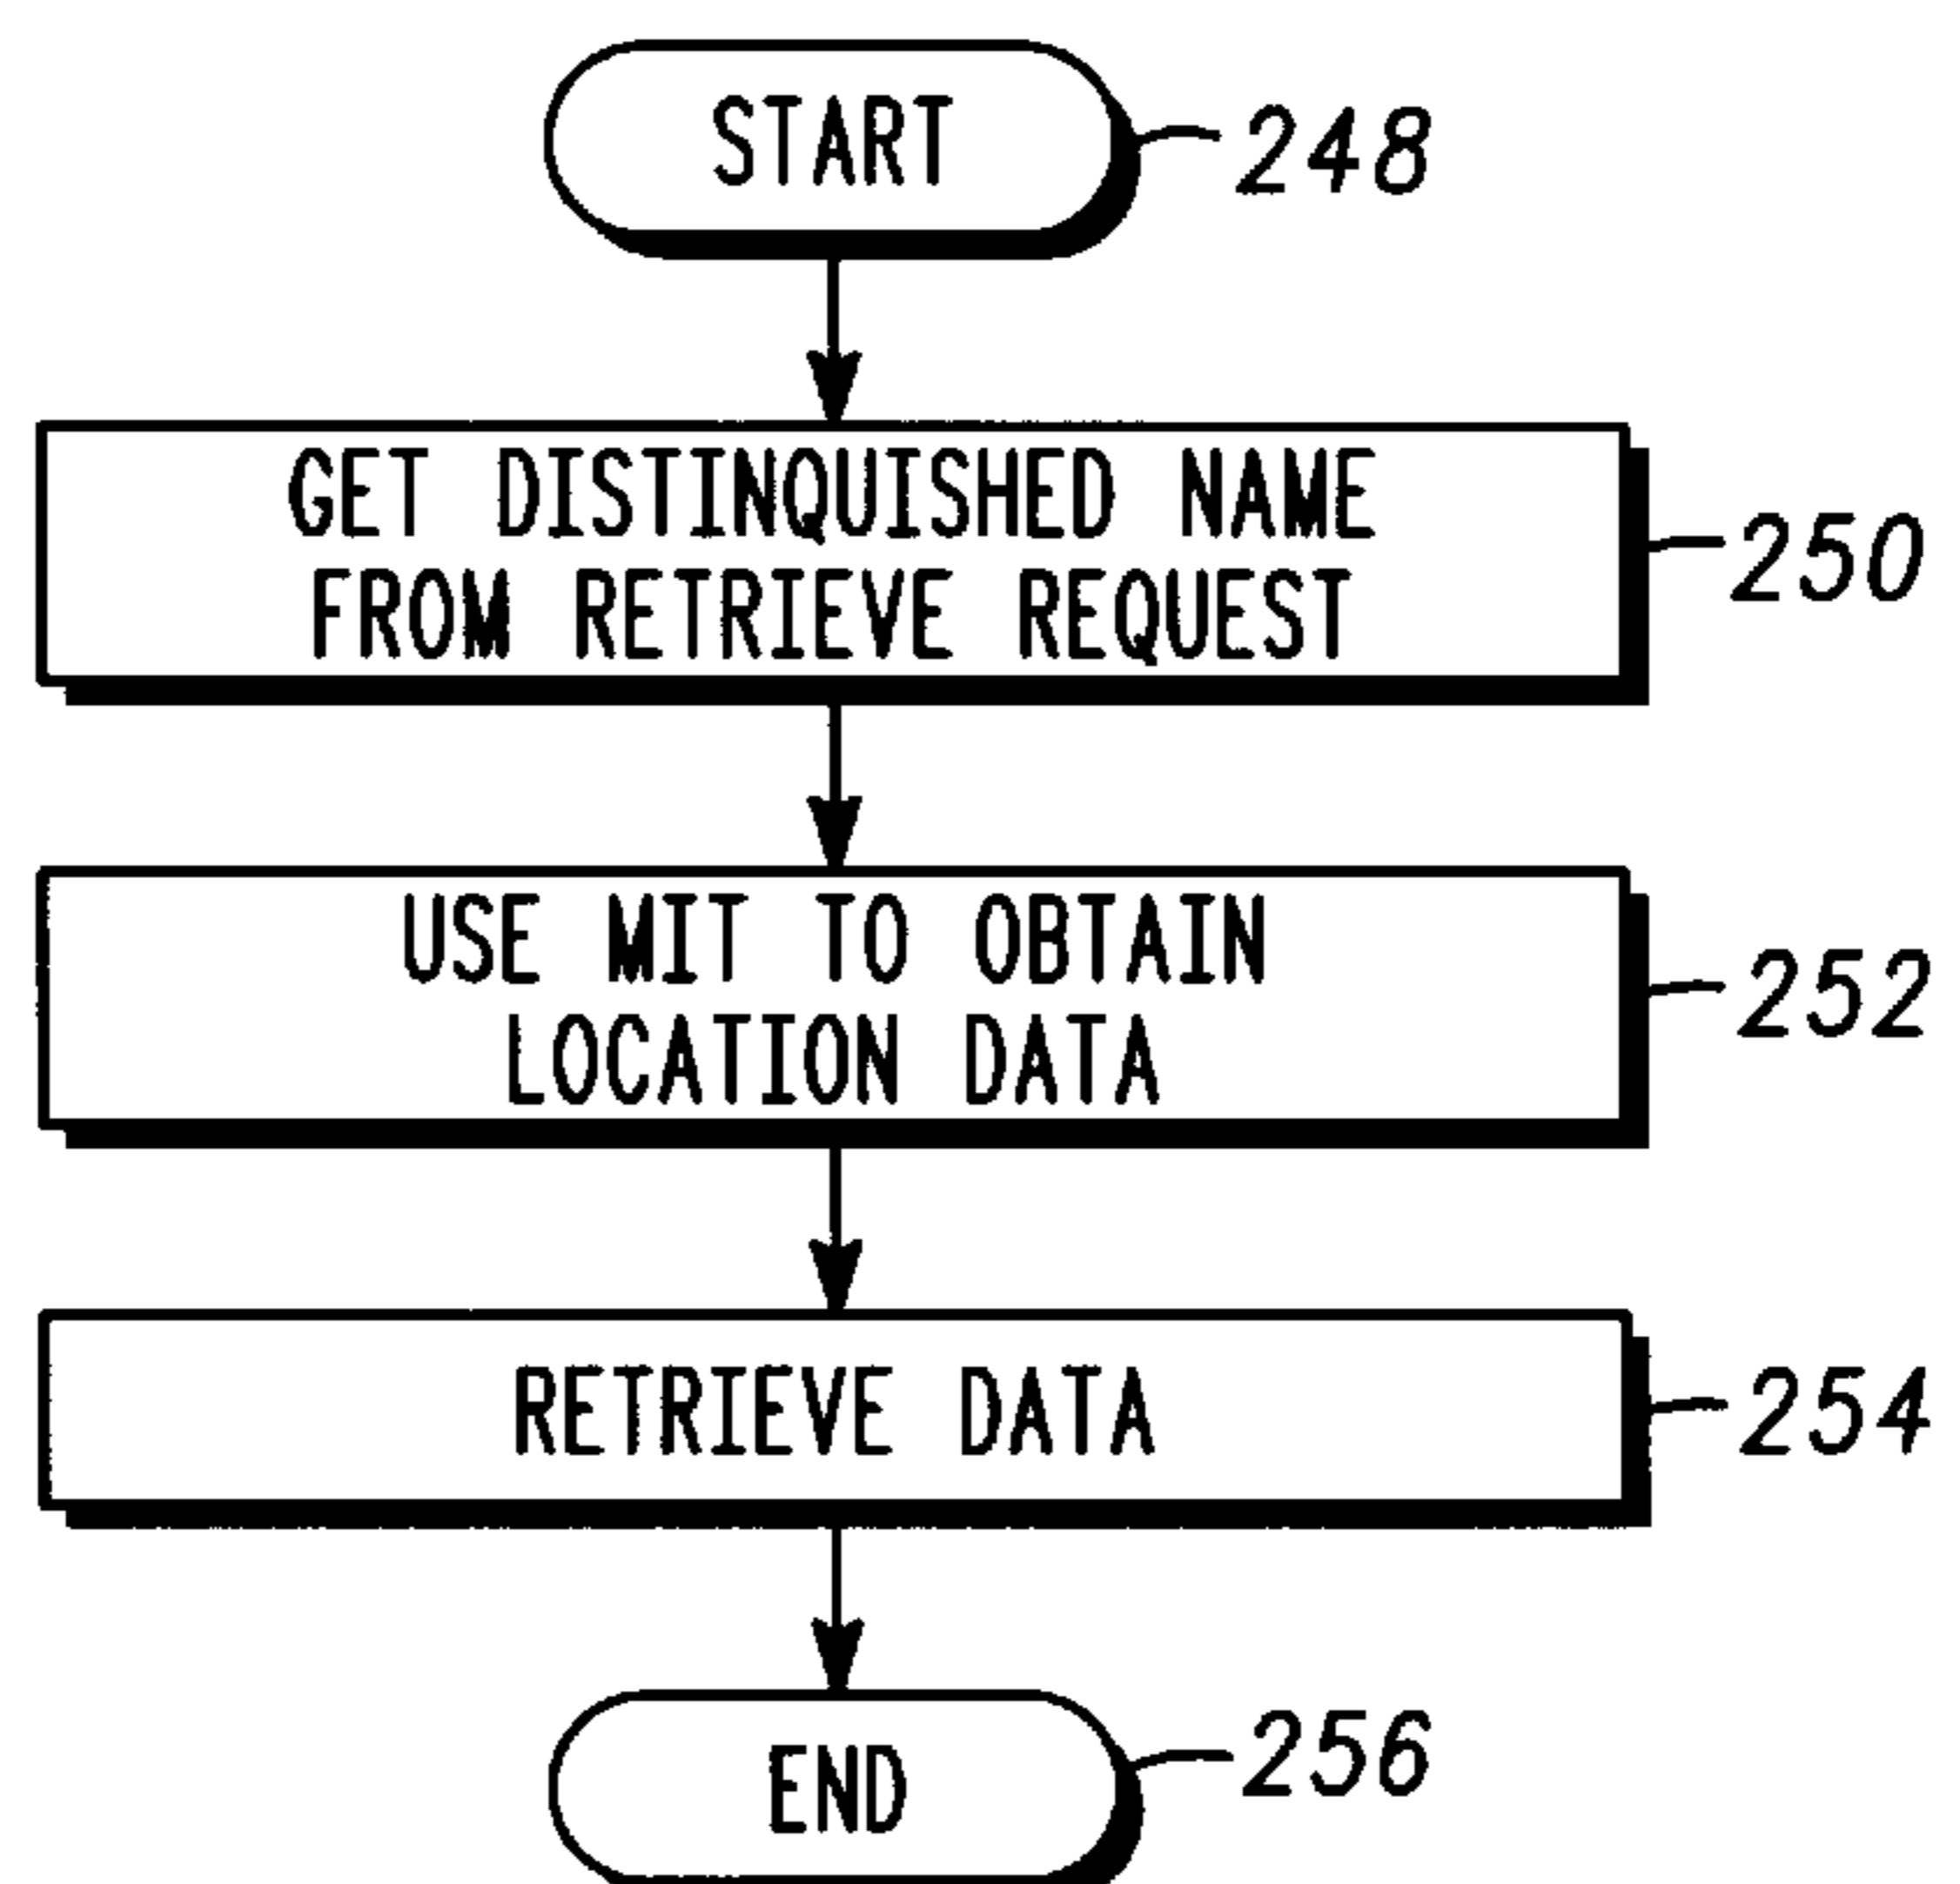 START
248
GET DISTINQUISHED NAME
FROM RETRIEVE REQUEST
250
USE MIT TO OBTAIN
LOCATION DATA
252
RETRIEVE DATA
254
END
256